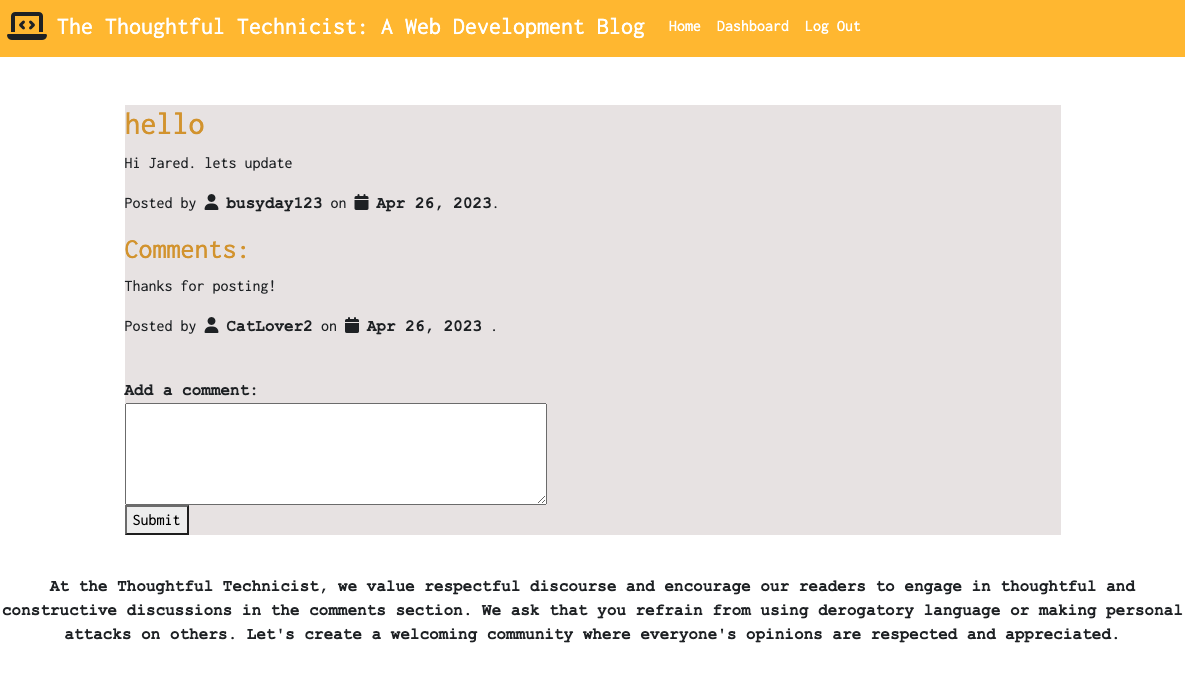 The Thoughtful Technicist: A Web Development Blog Home Dashboard Log Out
hello
Hi Jared. lets update
Posted by busyday123 on Apr 26, 2023.
Comments:
Thanks for posting!
Posted by CatLover2 on Apr 26, 2023 .
Add a comment:
Submit
At the Thoughtful Technicist, we value respectful discourse and encourage our readers to engage in thoughtful and
constructive discussions in the comments section. We ask that you refrain from using derogatory language or making personal
attacks on others. Let's create a welcoming community where everyone's opinions are respected and appreciated.